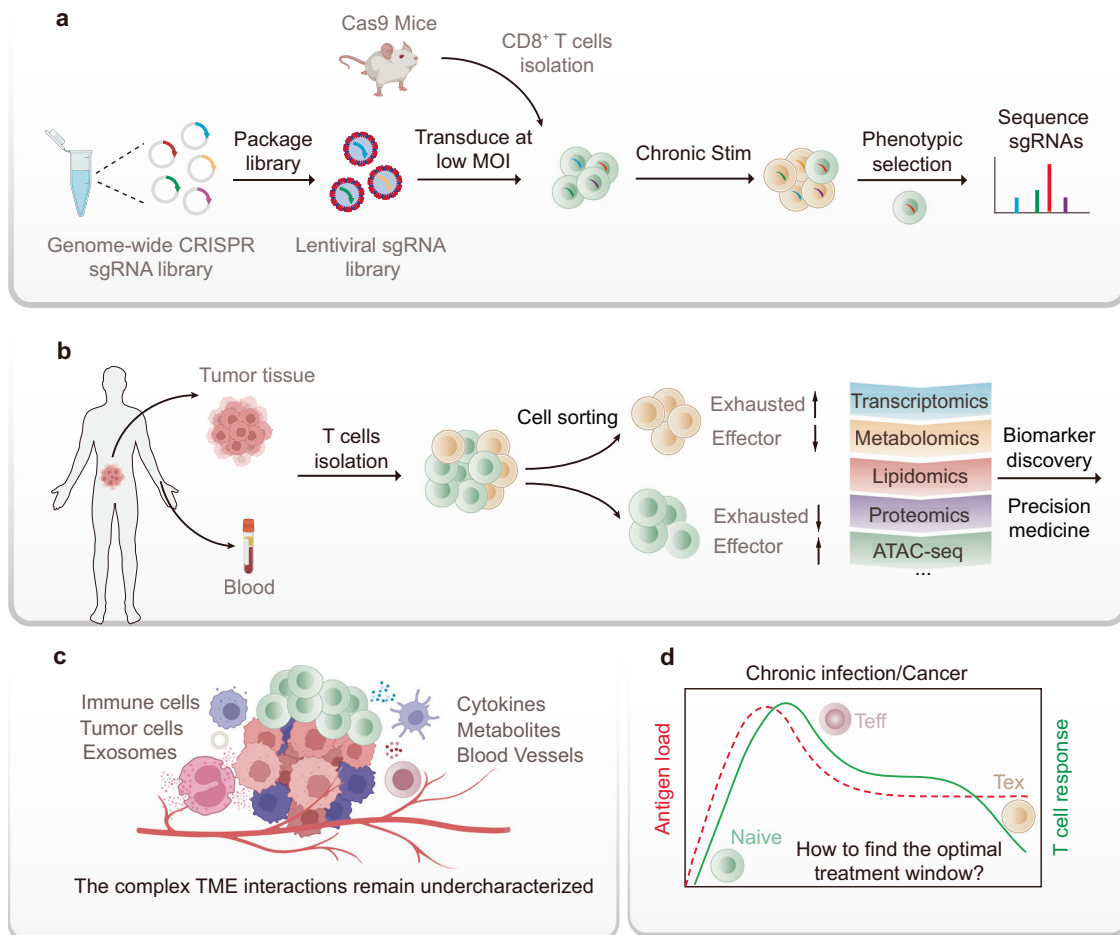 a
Cas9 Mice
CD8⁺ T cells
isolation
Package
library
Transduce at
low MOI
Chronic Stim
Phenotypic
selection
Sequence
sgRNAs
Genome-wide CRISPR
sgRNA library
Lentiviral sgRNA
library
b
Tumor tissue
Blood
T cells
isolation
Cell sorting
Exhausted
Effector
Exhausted
Effector
Transcriptomics
Metabolomics
Lipidomics
Proteomics
ATAC-seq
...
Biomarker
discovery
Precision
medicine
c
Immune cells
Tumor cells
Exosomes
Cytokines
Metabolites
Blood Vessels
The complex TME interactions remain undercharacterized
d
Chronic infection/Cancer
Antigen load
T cell response
Teff
Tex
Naive
How to find the optimal
treatment window?